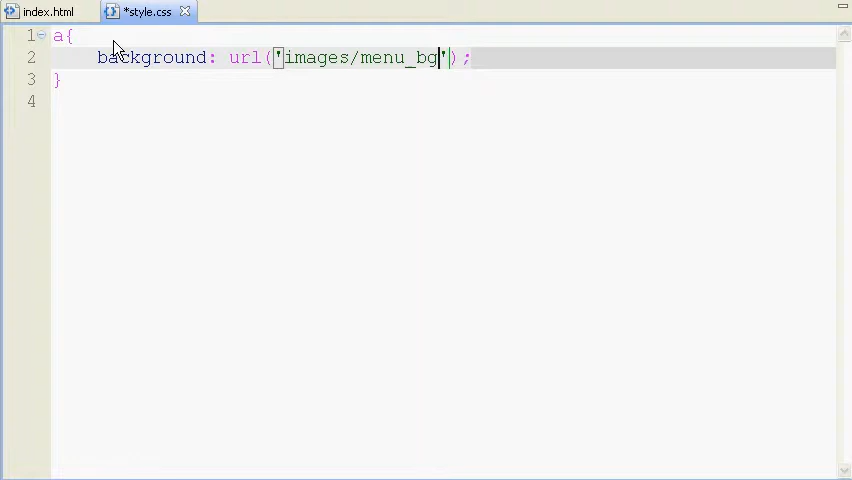 index.html *style.css
1 a{
2 background: url('images/menu_bg');
3 }
4